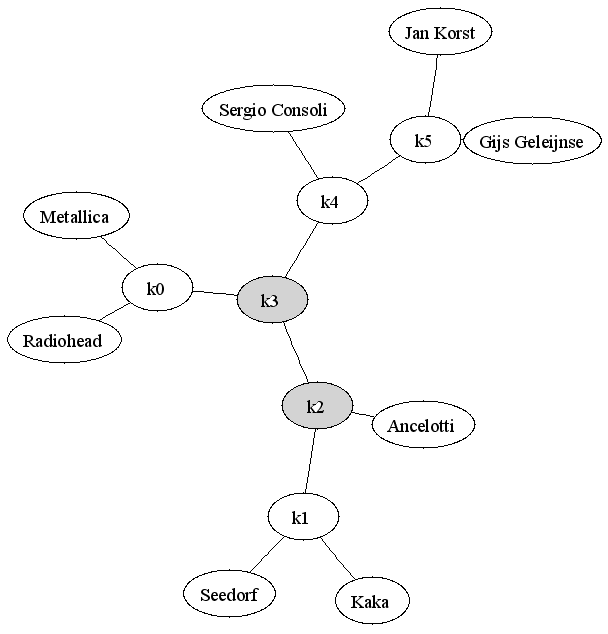 Jan Korst
Sergio Consoli
k5
Gijs Geleijnse
k4
Metallica
k0
k3
Radiohead
k2
Ancelotti
k1
Seedorf
Kaka